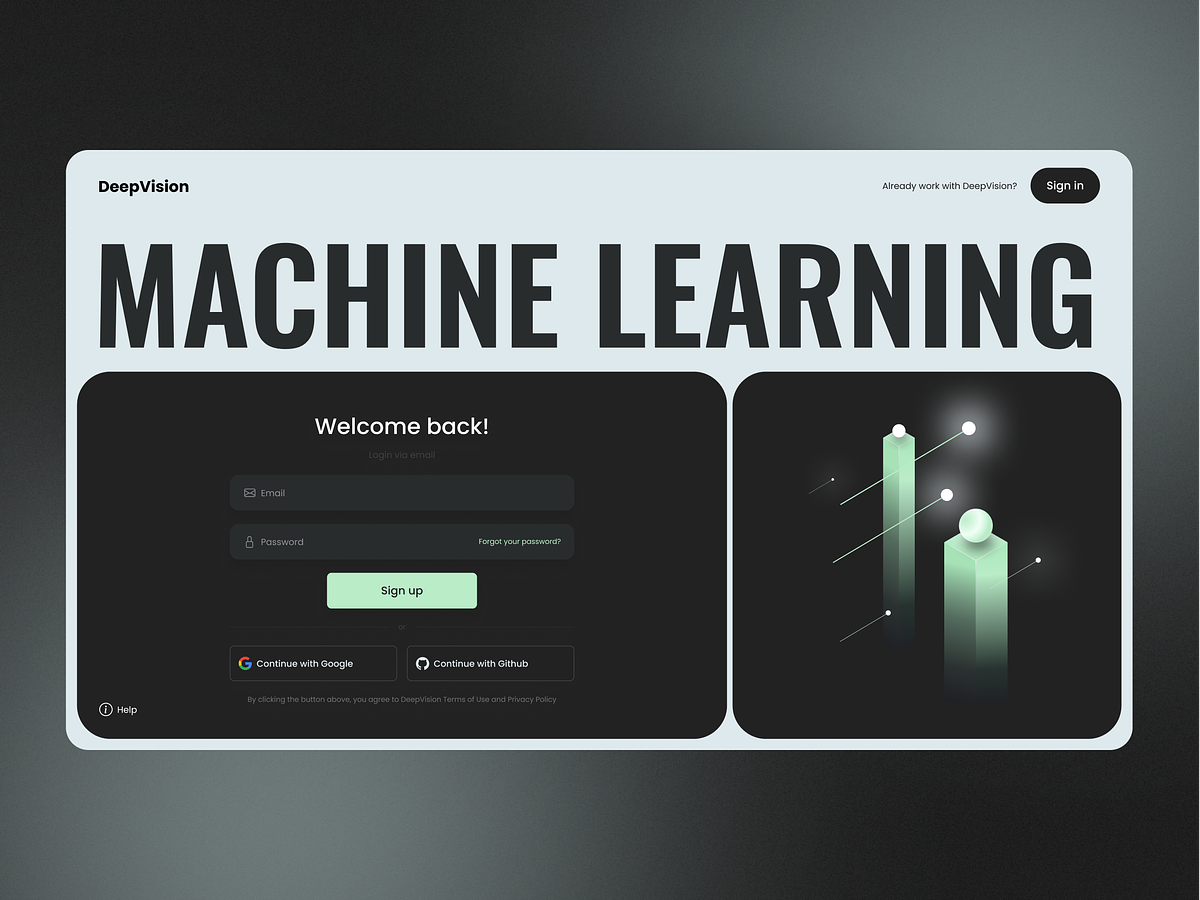 DeepVision
Already work with DeepVision?
Sign in
MACHINE LEARNING
Welcome back!
Login via email
Email
Password
Forgot your password?
Sign up
or
Continue with Google
Continue with Github
By clicking the button above, you agree to DeepVision Terms of Use and Privacy Policy
Help